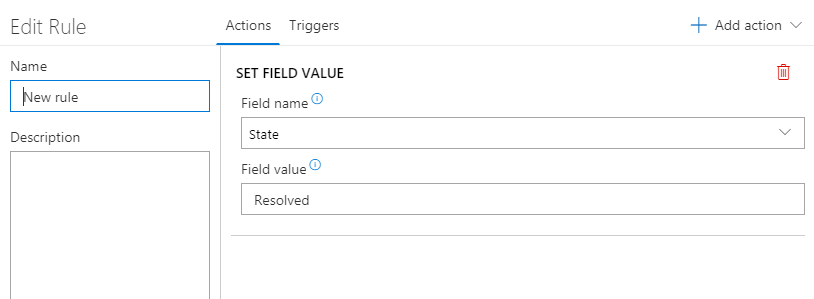 Edit Rule
Actions
Triggers
Add action
Name
New rule
Description
SET FIELD VALUE
Field name
State
Field value
Resolved